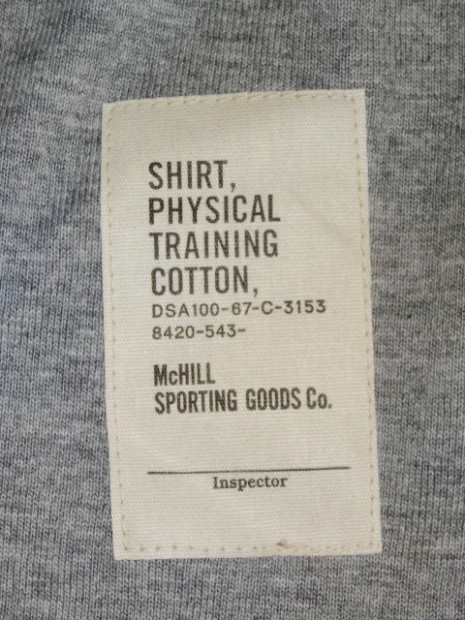 SHIRT,
PHYSICAL
TRAINING
COTTON,
DSA100-67-C-3153
8420-543-
McHILL
SPORTING GOODS Co.
Inspector